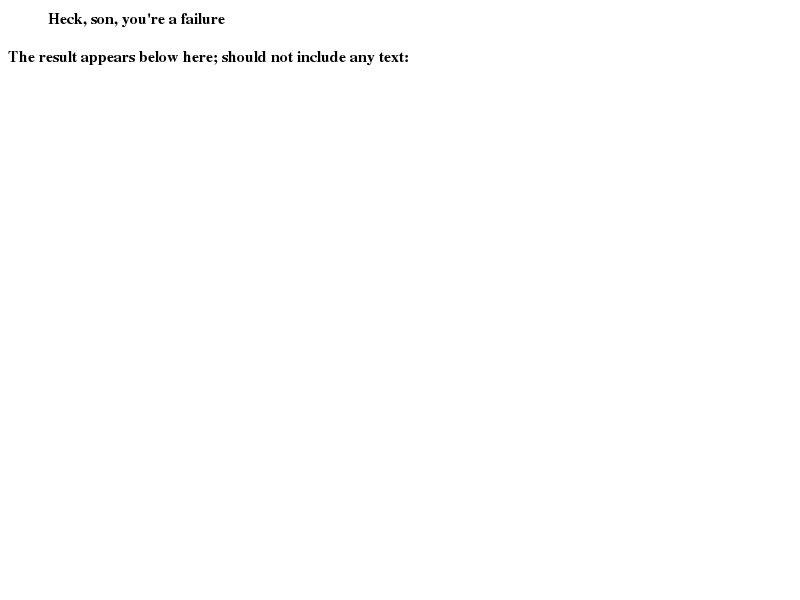 Heck, son, you're a failure
The result appears below here; should not include any text: